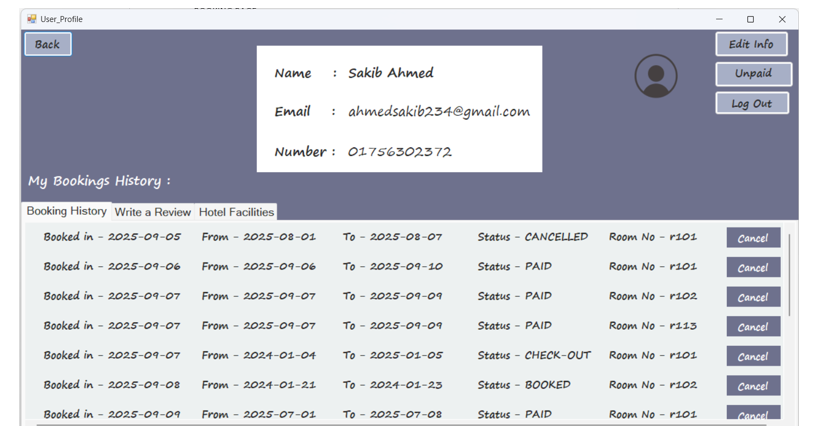 User_Profile
Back
Name : Sakib Ahmed
Email : ahmedsakib234@gmail.com
Number : 01756302372
Edit Info
Unpaid
Log Out
My Bookings History :
Booking History Write a Review Hotel Facilities
Booked in - 2025-09-05 From - 2025-08-01 To - 2025-08-07 Status - CANCELLED Room No - r101 Cancel
Booked in - 2025-09-06 From - 2025-09-06 To - 2025-09-10 Status - PAID Room No - r101 Cancel
Booked in - 2025-09-07 From - 2025-09-07 To - 2025-09-09 Status - PAID Room No - r102 Cancel
Booked in - 2025-09-07 From - 2025-09-07 To - 2025-09-09 Status - PAID Room No - r113 Cancel
Booked in - 2025-09-07 From - 2024-01-04 To - 2024-01-05 Status - CHECK-OUT Room No - r101 Cancel
Booked in - 2025-09-08 From - 2024-01-21 To - 2024-01-23 Status - BOOKED Room No - r102 Cancel
Booked in - 2025-09-09 From - 2025-07-01 To - 2025-07-08 Status - PAID Room No - r101 Cancel